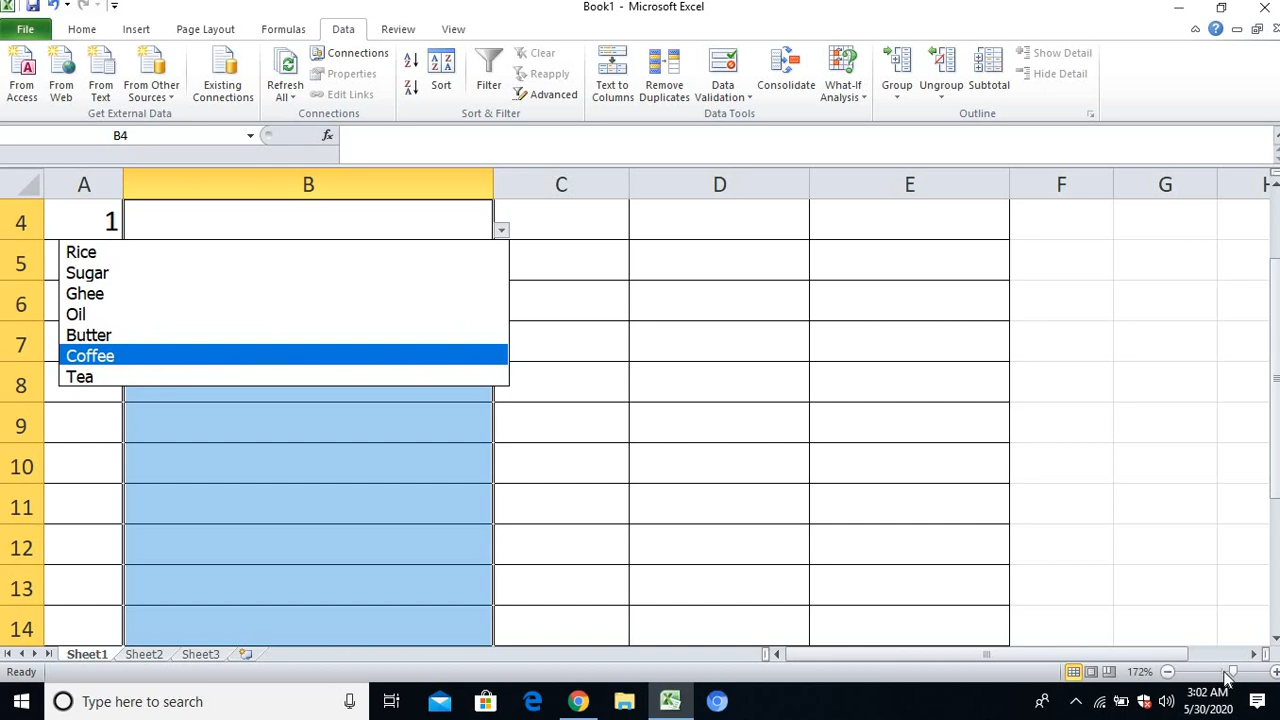 Book1 - Microsoft Excel
File Home Insert Page Layout Formulas Data Review View
From Access
From Web
From Text
From Other Sources
Existing Connections
Get External Data
Refresh All
Connections
Properties
Edit Links
Connections
Sort
Filter
Clear
Reapply
Advanced
Sort & Filter
Text to Columns
Remove Duplicates
Data Validation
Consolidate
What-If Analysis
Data Tools
Group
Ungroup
Subtotal
Show Detail
Hide Detail
Outline
B4 fx
A B C D E F G H
4 1
5
6
7
8
9
10
11
12
13
14
Rice
Sugar
Ghee
Oil
Butter
Coffee
Tea
Sheet1 Sheet2 Sheet3
Ready 172%
Type here to search
3:02 AM
5/30/2020